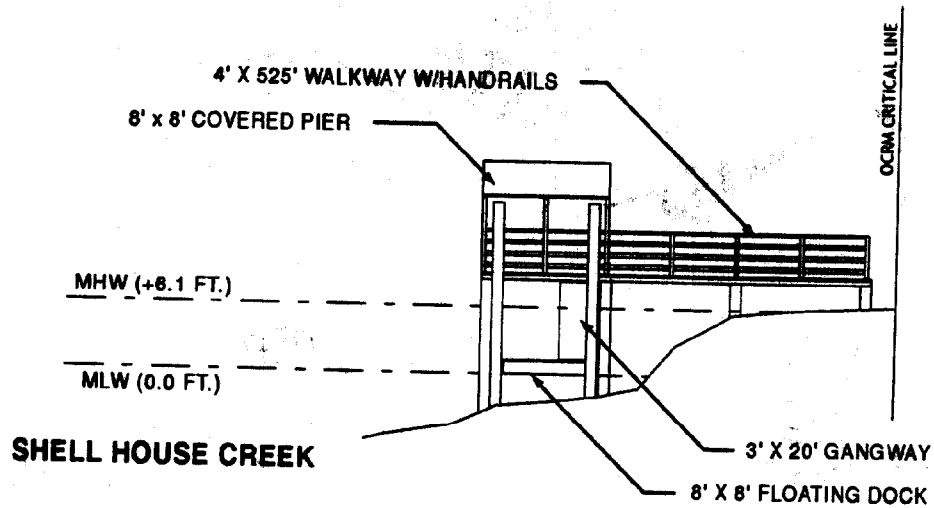 4' X 525' WALKWAY W/HANDRAILS
8' x 8' COVERED PIER
OCRM CRITICAL LINE
MHW (+6.1 FT.)
MLW (0.0 FT.)
SHELL HOUSE CREEK
3' X 20' GANGWAY
8' X 8' FLOATING DOCK